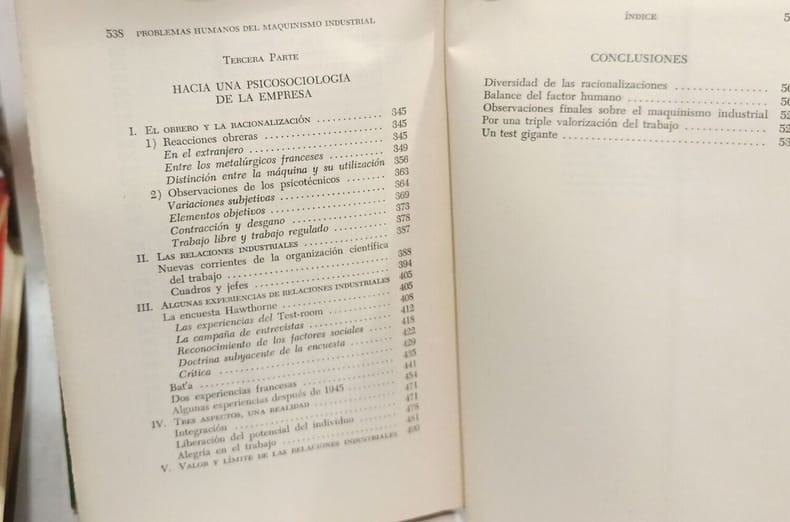 538 PROBLEMAS HUMANOS DEL MAQUINISMO INDUSTRIAL
TERCERA PARTE
HACIA UNA PSICOSOCIOLOGIA
DE LA EMPRESA
I. EL OBRERO Y LA RACIONALIZACIÓN ............ 345
1) Reacciones obreras ............ 345
En el extranjero ............ 345
Entre los metalúrgicos franceses ............ 349
Distinción entre la máquina y su utilización 356
2) Observaciones de los psicotécnicos ............ 363
Variaciones subjetivas ............ 364
Elementos objetivos ............ 369
Contracción y desgano ............ 373
Trabajo libre y trabajo regulado ............ 378
II. LAS RELACIONES INDUSTRIALES ............ 387
Nuevas corrientes de la organización científica
del trabajo ............ 388
Cuadros y jefes ............ 394
III. ALGUNAS EXPERIENCIAS DE RELACIONES INDUSTRIALES 405
La encuesta Hawthorne ............ 405
Las experiencias del Test-room ............ 408
La campaña de entrevistas ............ 412
Reconocimiento de los factores sociales ..... 418
Doctrina subyacente de la encuesta ............ 422
Crítica ............ 429
Bat'a ............ 435
Dos experiencias francesas ............ 441
Algunas experiencias después de 1945 ............ 454
IV. TRES ASPECTOS, UNA REALIDAD ............ 471
Integración ............ 471
Liberación del potencial del individuo ............ 478
Alegría en el trabajo ............ 481
V. VALOR Y LÍMITE DE LAS RELACIONES INDUSTRIALES 490
ÍNDICE 5
CONCLUSIONES
Diversidad de las racionalizaciones ............
Balance del factor humano ............
Observaciones finales sobre el maquinismo industrial 52
Por una triple valorización del trabajo ............ 52
Un test gigante ............ 53